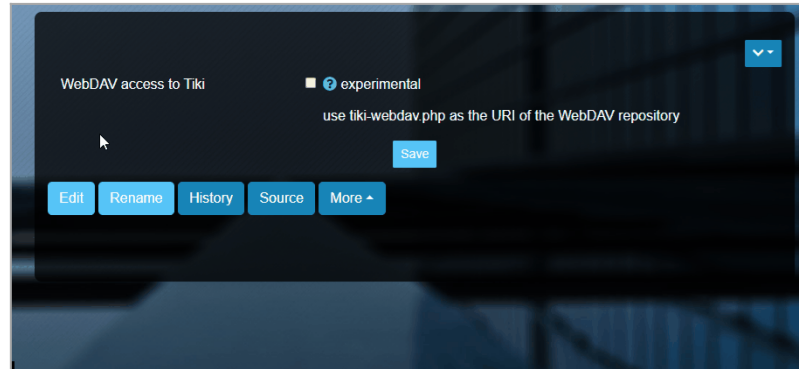 WebDAV access to Tiki
experimental
use tiki-webdav.php as the URI of the WebDAV repository
Save
Edit Rename History Source More